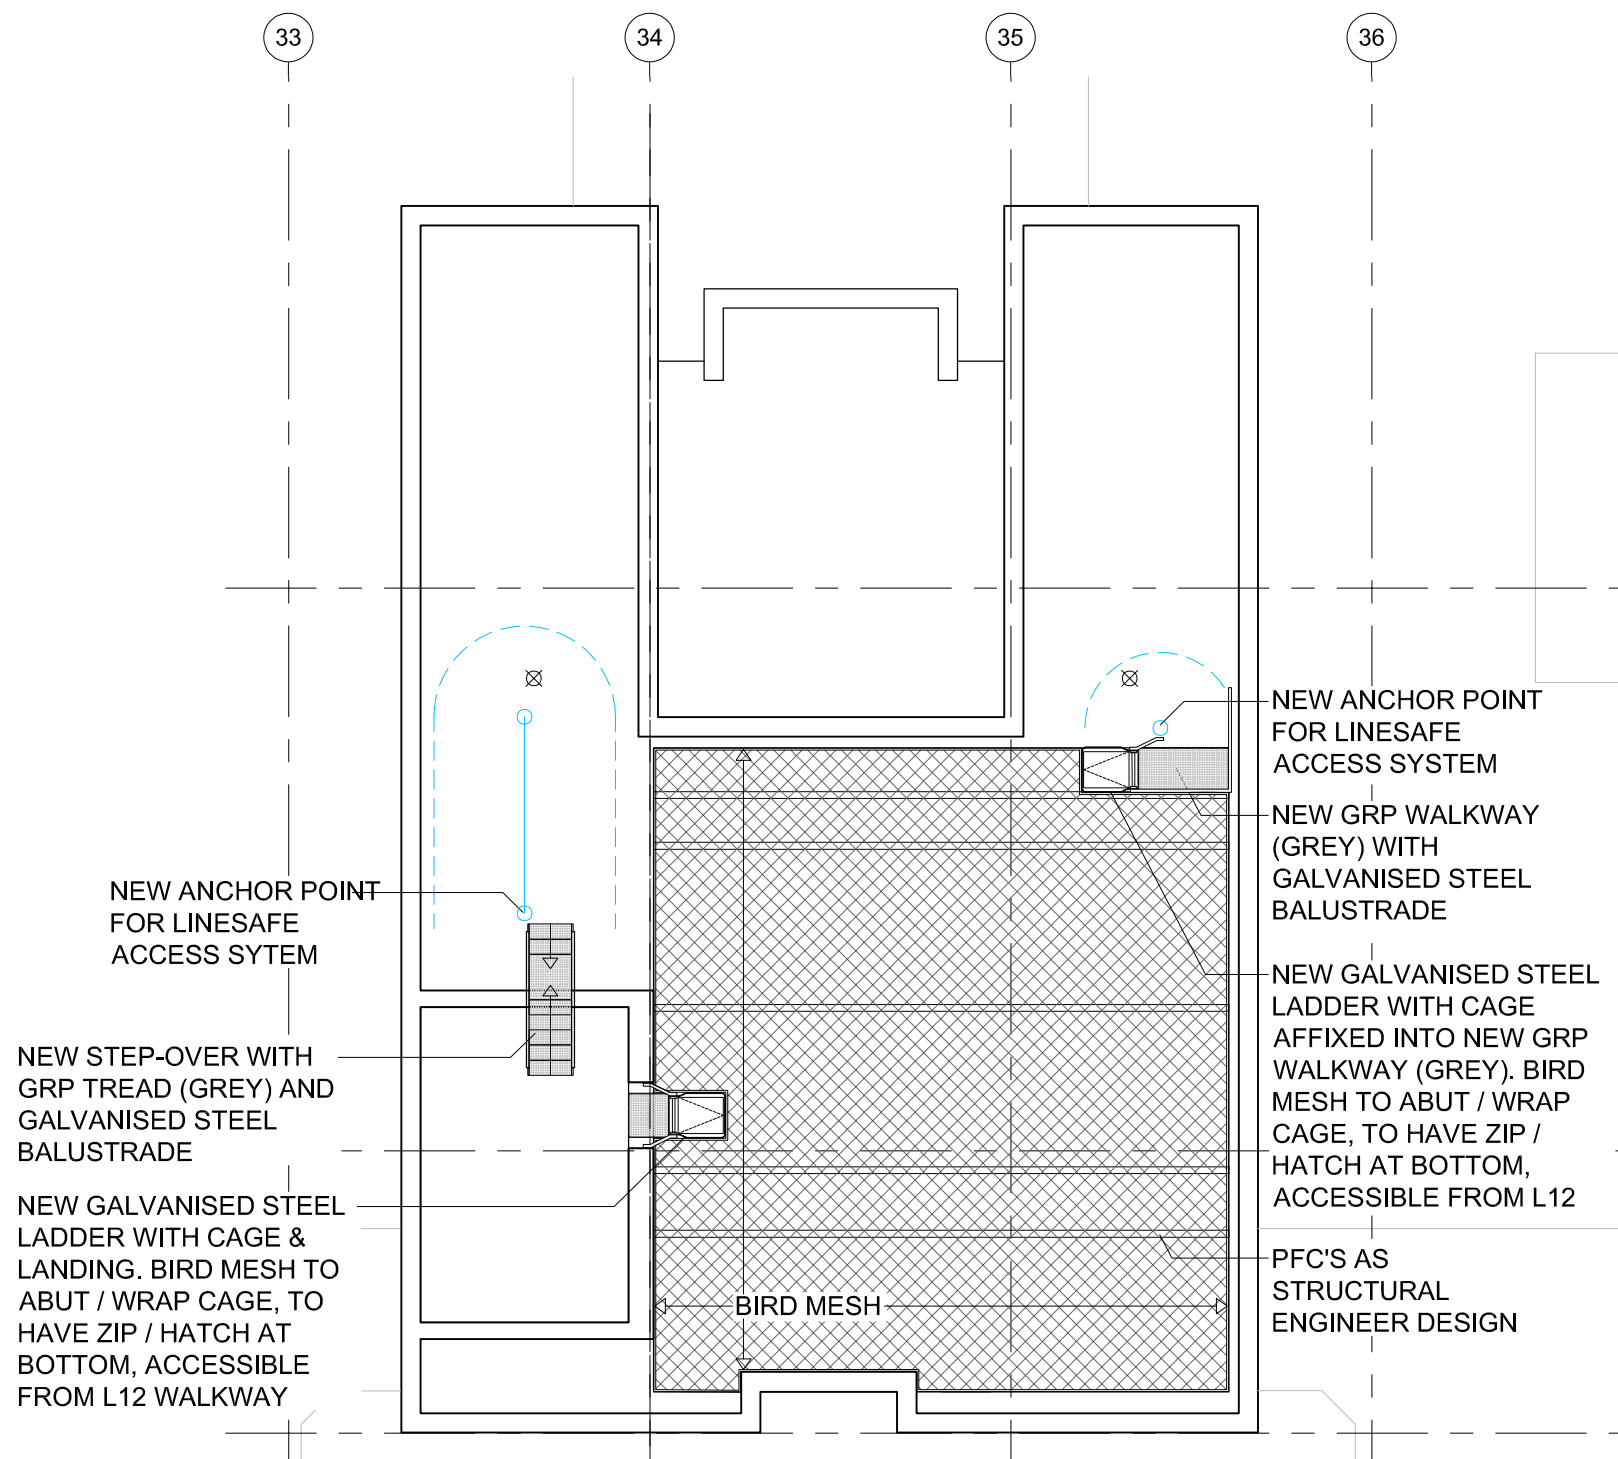 33
34
35
36
NEW ANCHOR POINT
FOR LINESAFE
ACCESS SYSTEM
NEW GRP WALKWAY
(GREY) WITH
GALVANISED STEEL
BALUSTRADE
NEW ANCHOR POINT
FOR LINESAFE
ACCESS SYTEM
NEW GALVANISED STEEL
LADDER WITH CAGE
AFFIXED INTO NEW GRP
WALKWAY (GREY). BIRD
MESH TO ABUT / WRAP
CAGE, TO HAVE ZIP /
HATCH AT BOTTOM,
ACCESSIBLE FROM L12
NEW STEP-OVER WITH
GRP TREAD (GREY) AND
GALVANISED STEEL
BALUSTRADE
NEW GALVANISED STEEL
LADDER WITH CAGE &
LANDING. BIRD MESH TO
ABUT / WRAP CAGE, TO
HAVE ZIP / HATCH AT
BOTTOM, ACCESSIBLE
FROM L12 WALKWAY
PFC'S AS
STRUCTURAL
ENGINEER DESIGN
BIRD MESH